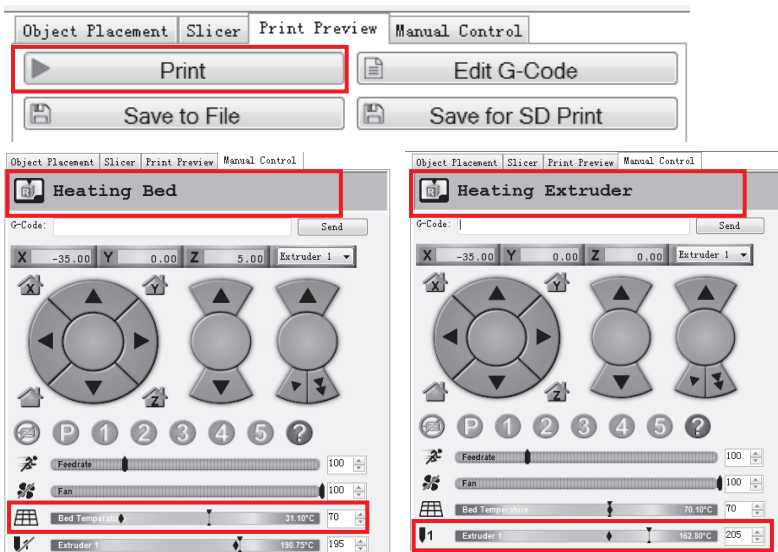 Object Placement Slicer Print Preview Manual Control
Print Edit G-Code
Save to File Save for SD Print
Object Placement Slicer Print Preview Manual Control
Heating Bed
G-Code: Send
X -35.00 Y 0.00 Z 5.00 Extruder 1
X Y
Z
P 1 2 3 4 5 ?
Feedrate 100
Fan 100
Bed Temperatu 31.10°C 70
Extruder 1 190.75°C 195
Object Placement Slicer Print Preview Manual Control
Heating Extruder
G-Code: Send
X -35.00 Y 0.00 Z 0.00 Extruder 1
X Y
Z
P 1 2 3 4 5 ?
Feedrate 100
Fan 100
Bed Temperature 70.10°C 70
1 Extruder 1 162.80°C 205